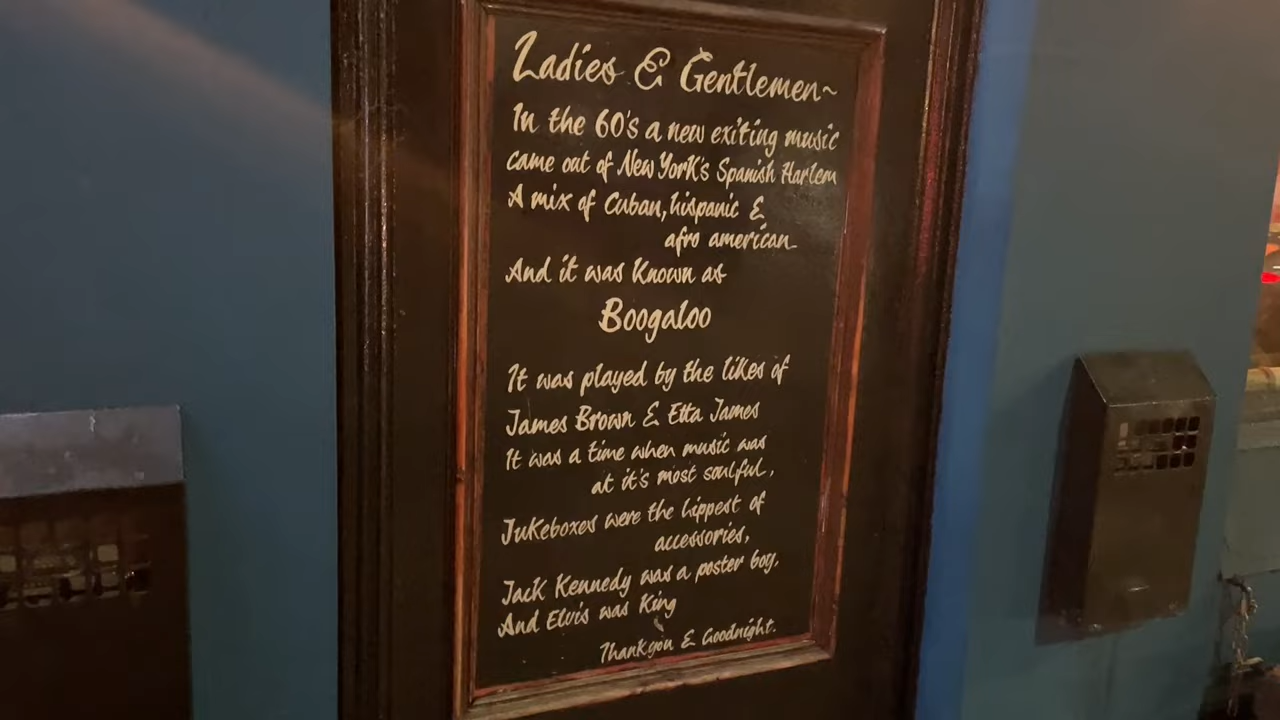 Ladies & Gentlemen~
In the 60's a new exiting music
came out of New York's Spanish Harlem
A mix of Cuban, hispanic &
afro american
And it was Known as
Boogaloo
It was played by the likes of
James Brown & Etta James
It was a time when music was
at it's most soulful,
Jukeboxes were the hippest of
accessories,
Jack Kennedy was a poster boy,
And Elvis was King
Thankyou & Goodnight.